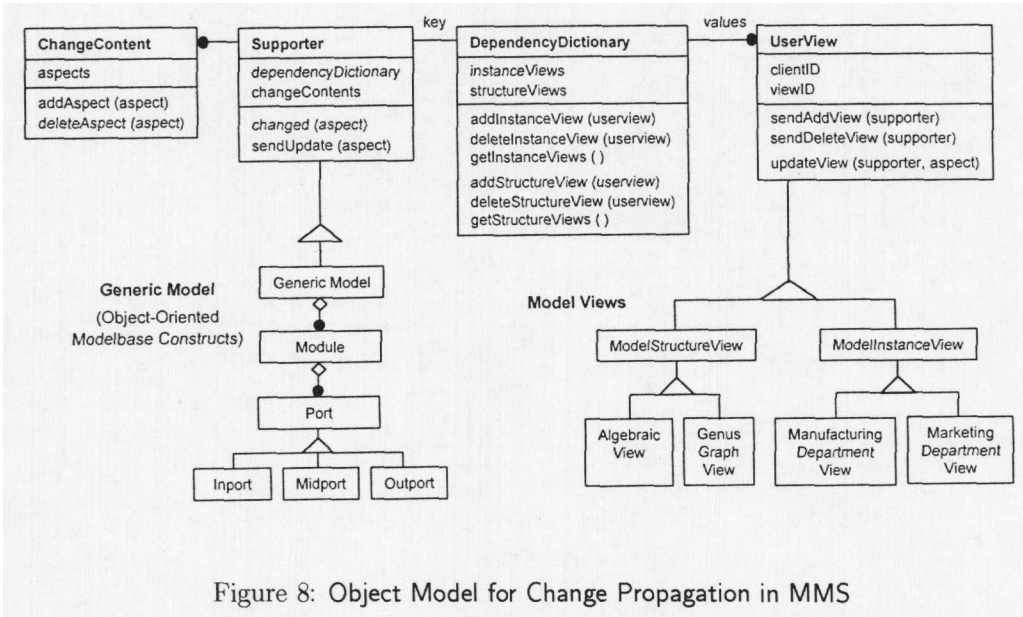 key
values
ChangeContent
aspects
addAspect (aspect)
deleteAspect (aspect)
Supporter
dependencyDictionary
changeContents
changed (aspect)
sendUpdate (aspect)
DependencyDictionary
instanceViews
structureViews
addInstanceView (userview)
deleteInstanceView (userview)
getInstanceViews ( )
addStructureView (userview)
deleteStructureView (userview)
getStructureViews ( )
UserView
clientID
viewID
sendAddView (supporter)
sendDeleteView (supporter)
updateView (supporter, aspect)
Generic Model
(Object-Oriented
Modelbase Constructs)
Generic Model
Module
Port
Inport
Midport
Outport
Model Views
ModelStructureView
ModelInstanceView
Algebraic
View
Genus
Graph
View
Manufacturing
Department
View
Marketing
Department
View
Figure 8: Object Model for Change Propagation in MMS